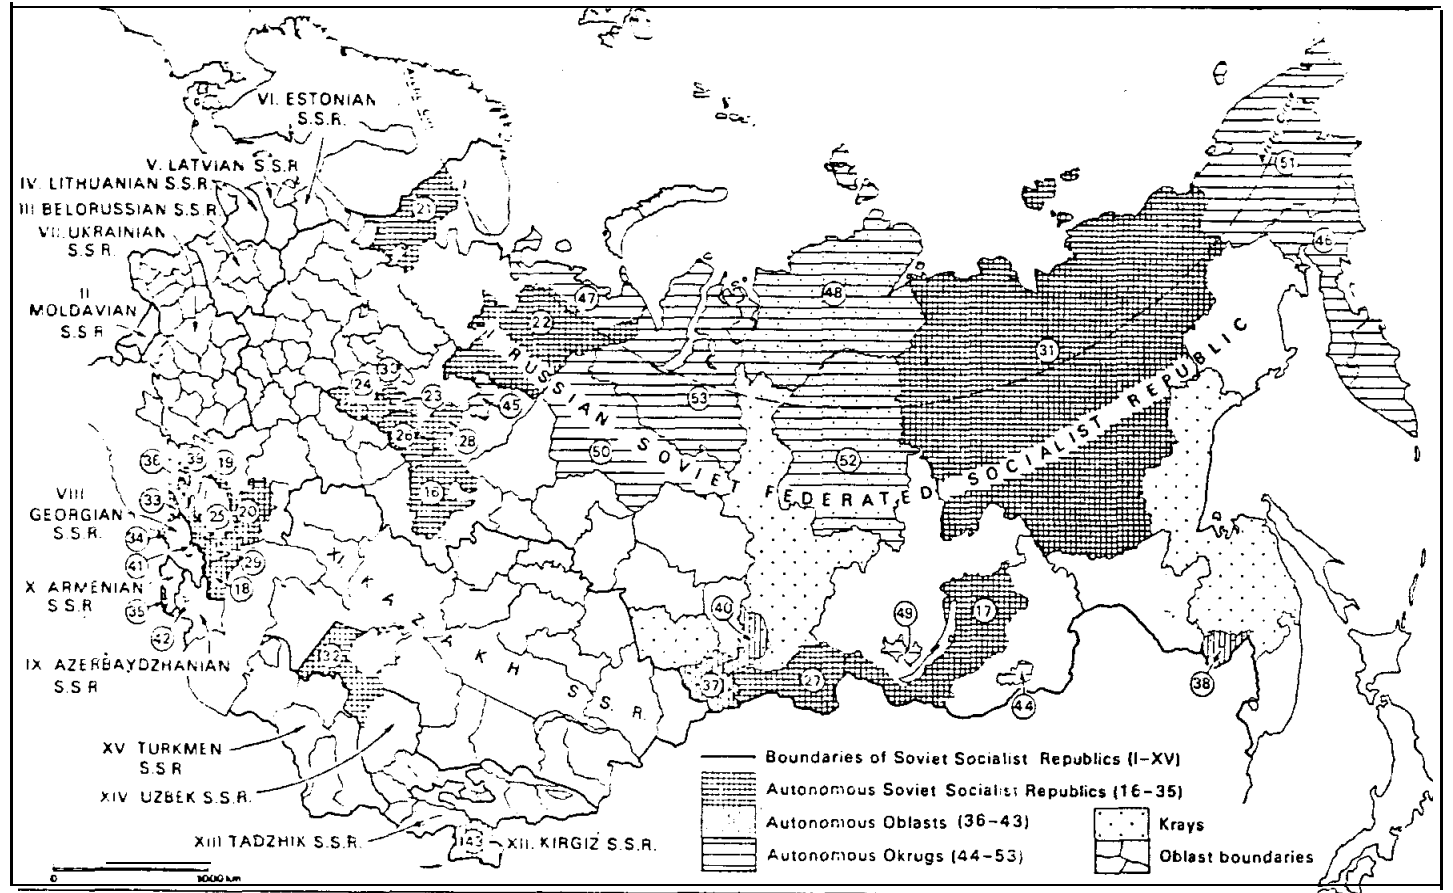 VI. ESTONIAN
S.S.R.
V. LATVIAN S.S.R
IV. LITHUANIAN S.S.R.
III BELORUSSIAN S.S.R.
VII. UKRAINIAN
S.S.R.
II
MOLDAVIAN
S.S.R
VIII
GEORGIAN
S.S.R.
X. ARMENIAN
S.S.R
IX AZERBAYDZHANIAN
S.S.R
XV TURKMEN
S.S.R
XIV UZBEK S.S.R.
XIII TADZHIK S.S.R.
XII. KIRGIZ S.S.R.
I RUSSIAN SOVIET FEDERATED SOCIALIST REPUBLIC
KAZAKH S.S.R.
51
46
21
47
48
22
31
24
30
23
45
53
26
28
50
52
16
36
39
19
33
25
20
34
41
29
18
35
42
32
40
49
17
37
27
44
38
43
Boundaries of Soviet Socialist Republics (I-XV)
Autonomous Soviet Socialist Republics (16-35)
Autonomous Oblasts (36-43)
Autonomous Okrugs (44-53)
Krays
Oblast boundaries
0 1000 km